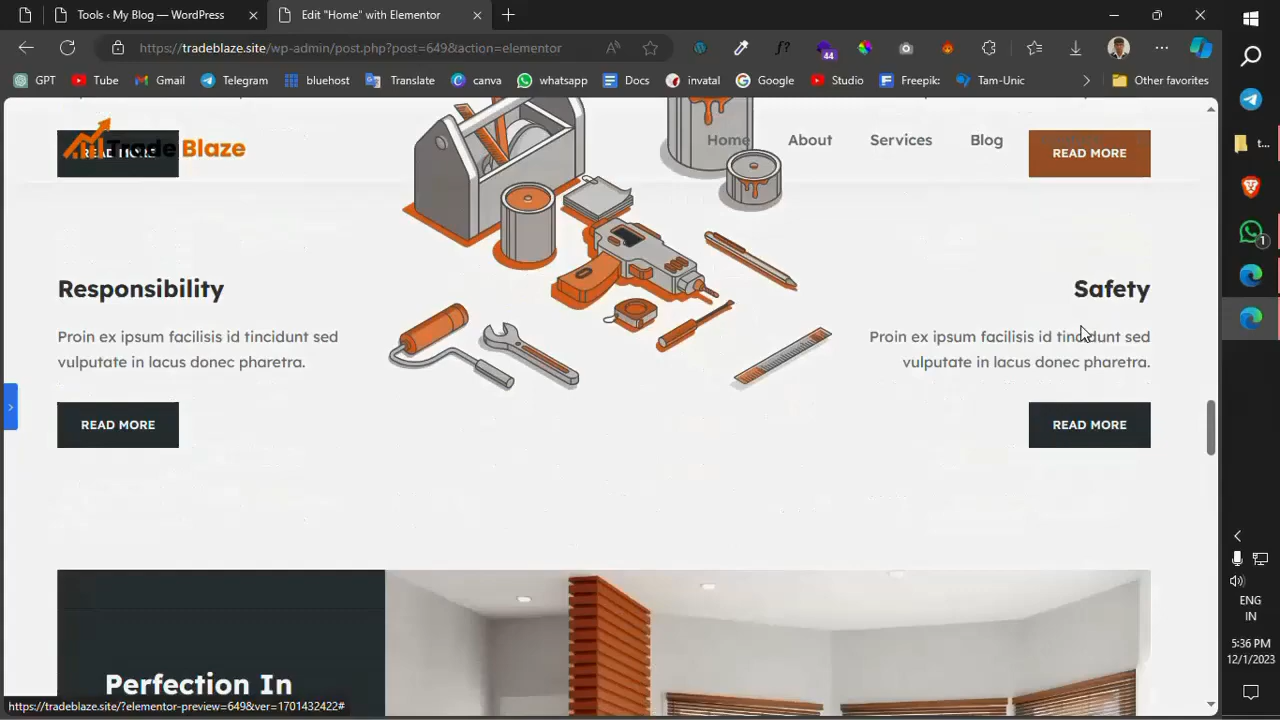 Tools ‹ My Blog — WordPress
Edit "Home" with Elementor
https://tradeblaze.site/wp-admin/post.php?post=649&action=elementor
44
GPT
Tube
Gmail
Telegram
bluehost
Translate
canva
whatsapp
Docs
invatal
Google
Studio
Freepik:
Tam-Unic
Other favorites
Trade Blaze
READ MORE
Home
About
Services
Blog
READ MORE
Responsibility
Safety
Proin ex ipsum facilisis id tincidunt sed
vulputate in lacus donec pharetra.
Proin ex ipsum facilisis id tincidunt sed
vulputate in lacus donec pharetra.
READ MORE
READ MORE
Perfection In
https://tradeblaze.site/?elementor-preview=649&ver=1701432422#
t...
1
ENG
IN
5:36 PM
12/1/2023